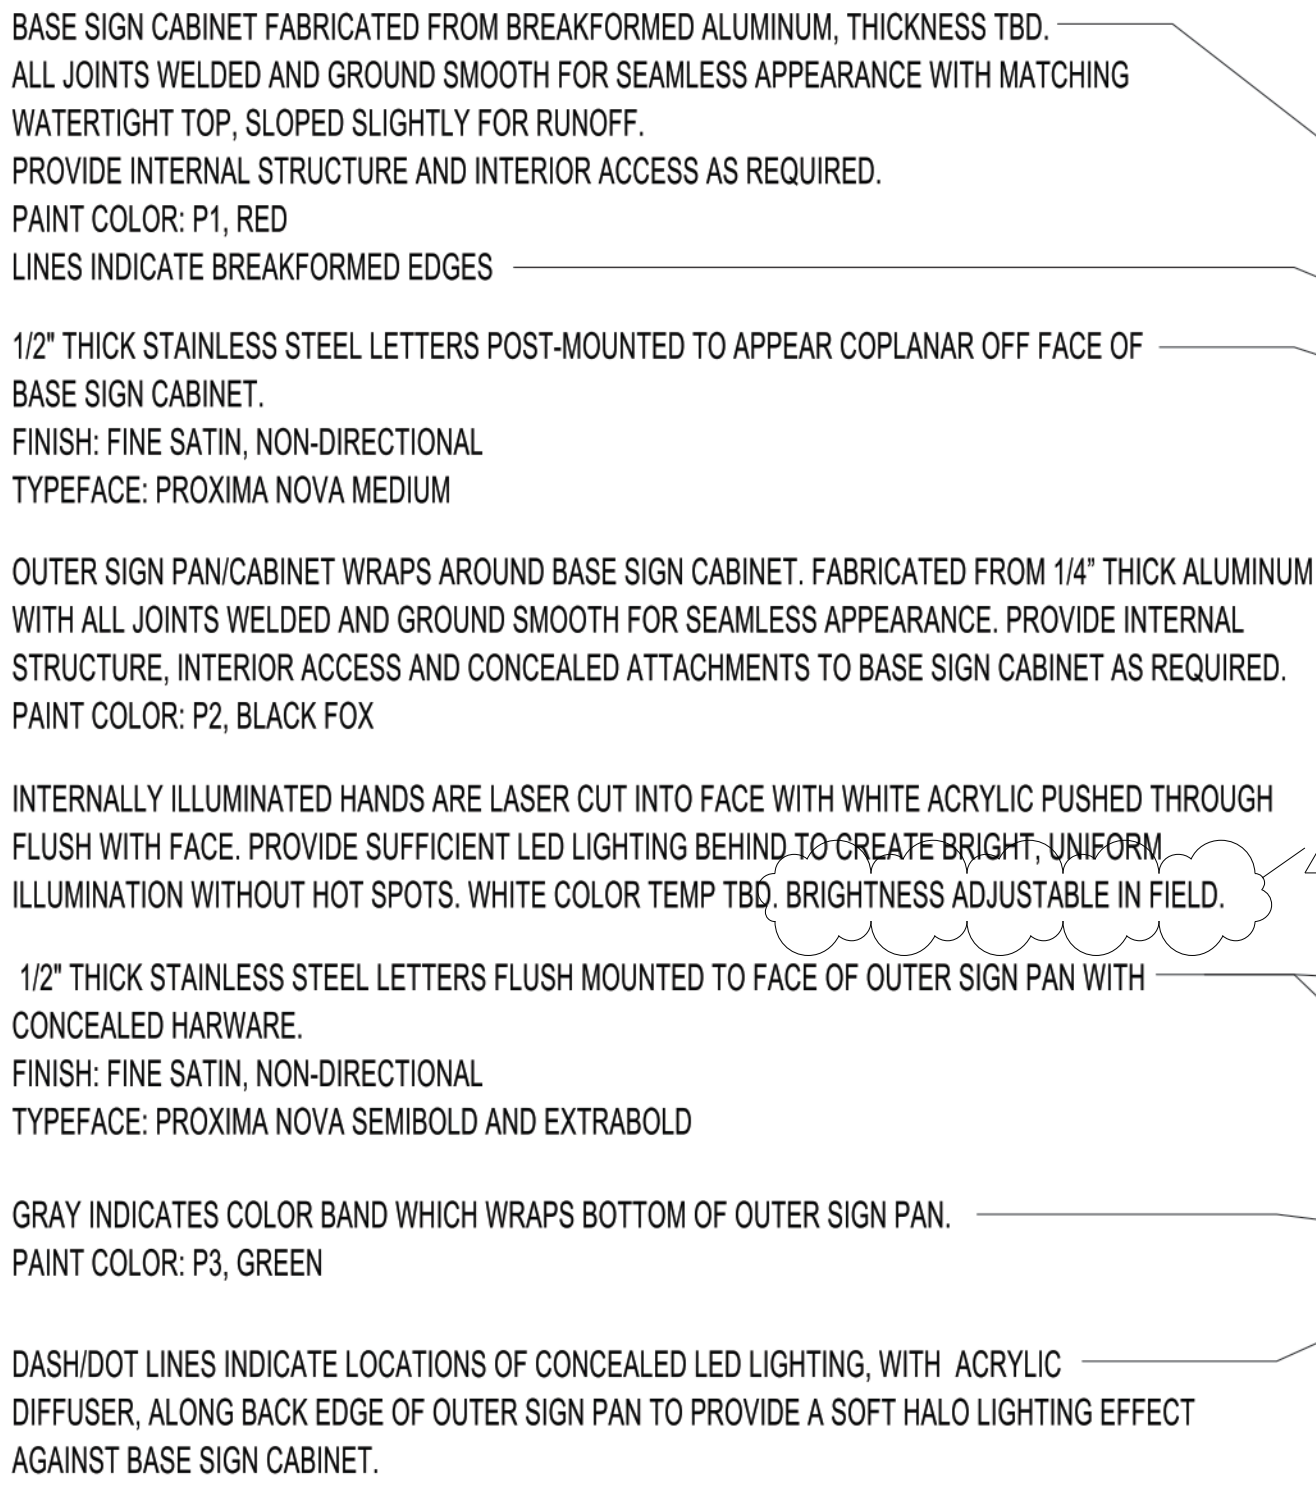 BASE SIGN CABINET FABRICATED FROM BREAKFORMED ALUMINUM, THICKNESS TBD.
ALL JOINTS WELDED AND GROUND SMOOTH FOR SEAMLESS APPEARANCE WITH MATCHING
WATERTIGHT TOP, SLOPED SLIGHTLY FOR RUNOFF.
PROVIDE INTERNAL STRUCTURE AND INTERIOR ACCESS AS REQUIRED.
PAINT COLOR: P1, RED
LINES INDICATE BREAKFORMED EDGES
1/2" THICK STAINLESS STEEL LETTERS POST-MOUNTED TO APPEAR COPLANAR OFF FACE OF
BASE SIGN CABINET.
FINISH: FINE SATIN, NON-DIRECTIONAL
TYPEFACE: PROXIMA NOVA MEDIUM
OUTER SIGN PAN/CABINET WRAPS AROUND BASE SIGN CABINET. FABRICATED FROM 1/4” THICK ALUMINUM
WITH ALL JOINTS WELDED AND GROUND SMOOTH FOR SEAMLESS APPEARANCE. PROVIDE INTERNAL
STRUCTURE, INTERIOR ACCESS AND CONCEALED ATTACHMENTS TO BASE SIGN CABINET AS REQUIRED.
PAINT COLOR: P2, BLACK FOX
INTERNALLY ILLUMINATED HANDS ARE LASER CUT INTO FACE WITH WHITE ACRYLIC PUSHED THROUGH
FLUSH WITH FACE. PROVIDE SUFFICIENT LED LIGHTING BEHIND TO CREATE BRIGHT, UNIFORM
ILLUMINATION WITHOUT HOT SPOTS. WHITE COLOR TEMP TBD. BRIGHTNESS ADJUSTABLE IN FIELD.
1/2" THICK STAINLESS STEEL LETTERS FLUSH MOUNTED TO FACE OF OUTER SIGN PAN WITH
CONCEALED HARWARE.
FINISH: FINE SATIN, NON-DIRECTIONAL
TYPEFACE: PROXIMA NOVA SEMIBOLD AND EXTRABOLD
GRAY INDICATES COLOR BAND WHICH WRAPS BOTTOM OF OUTER SIGN PAN.
PAINT COLOR: P3, GREEN
DASH/DOT LINES INDICATE LOCATIONS OF CONCEALED LED LIGHTING, WITH ACRYLIC
DIFFUSER, ALONG BACK EDGE OF OUTER SIGN PAN TO PROVIDE A SOFT HALO LIGHTING EFFECT
AGAINST BASE SIGN CABINET.